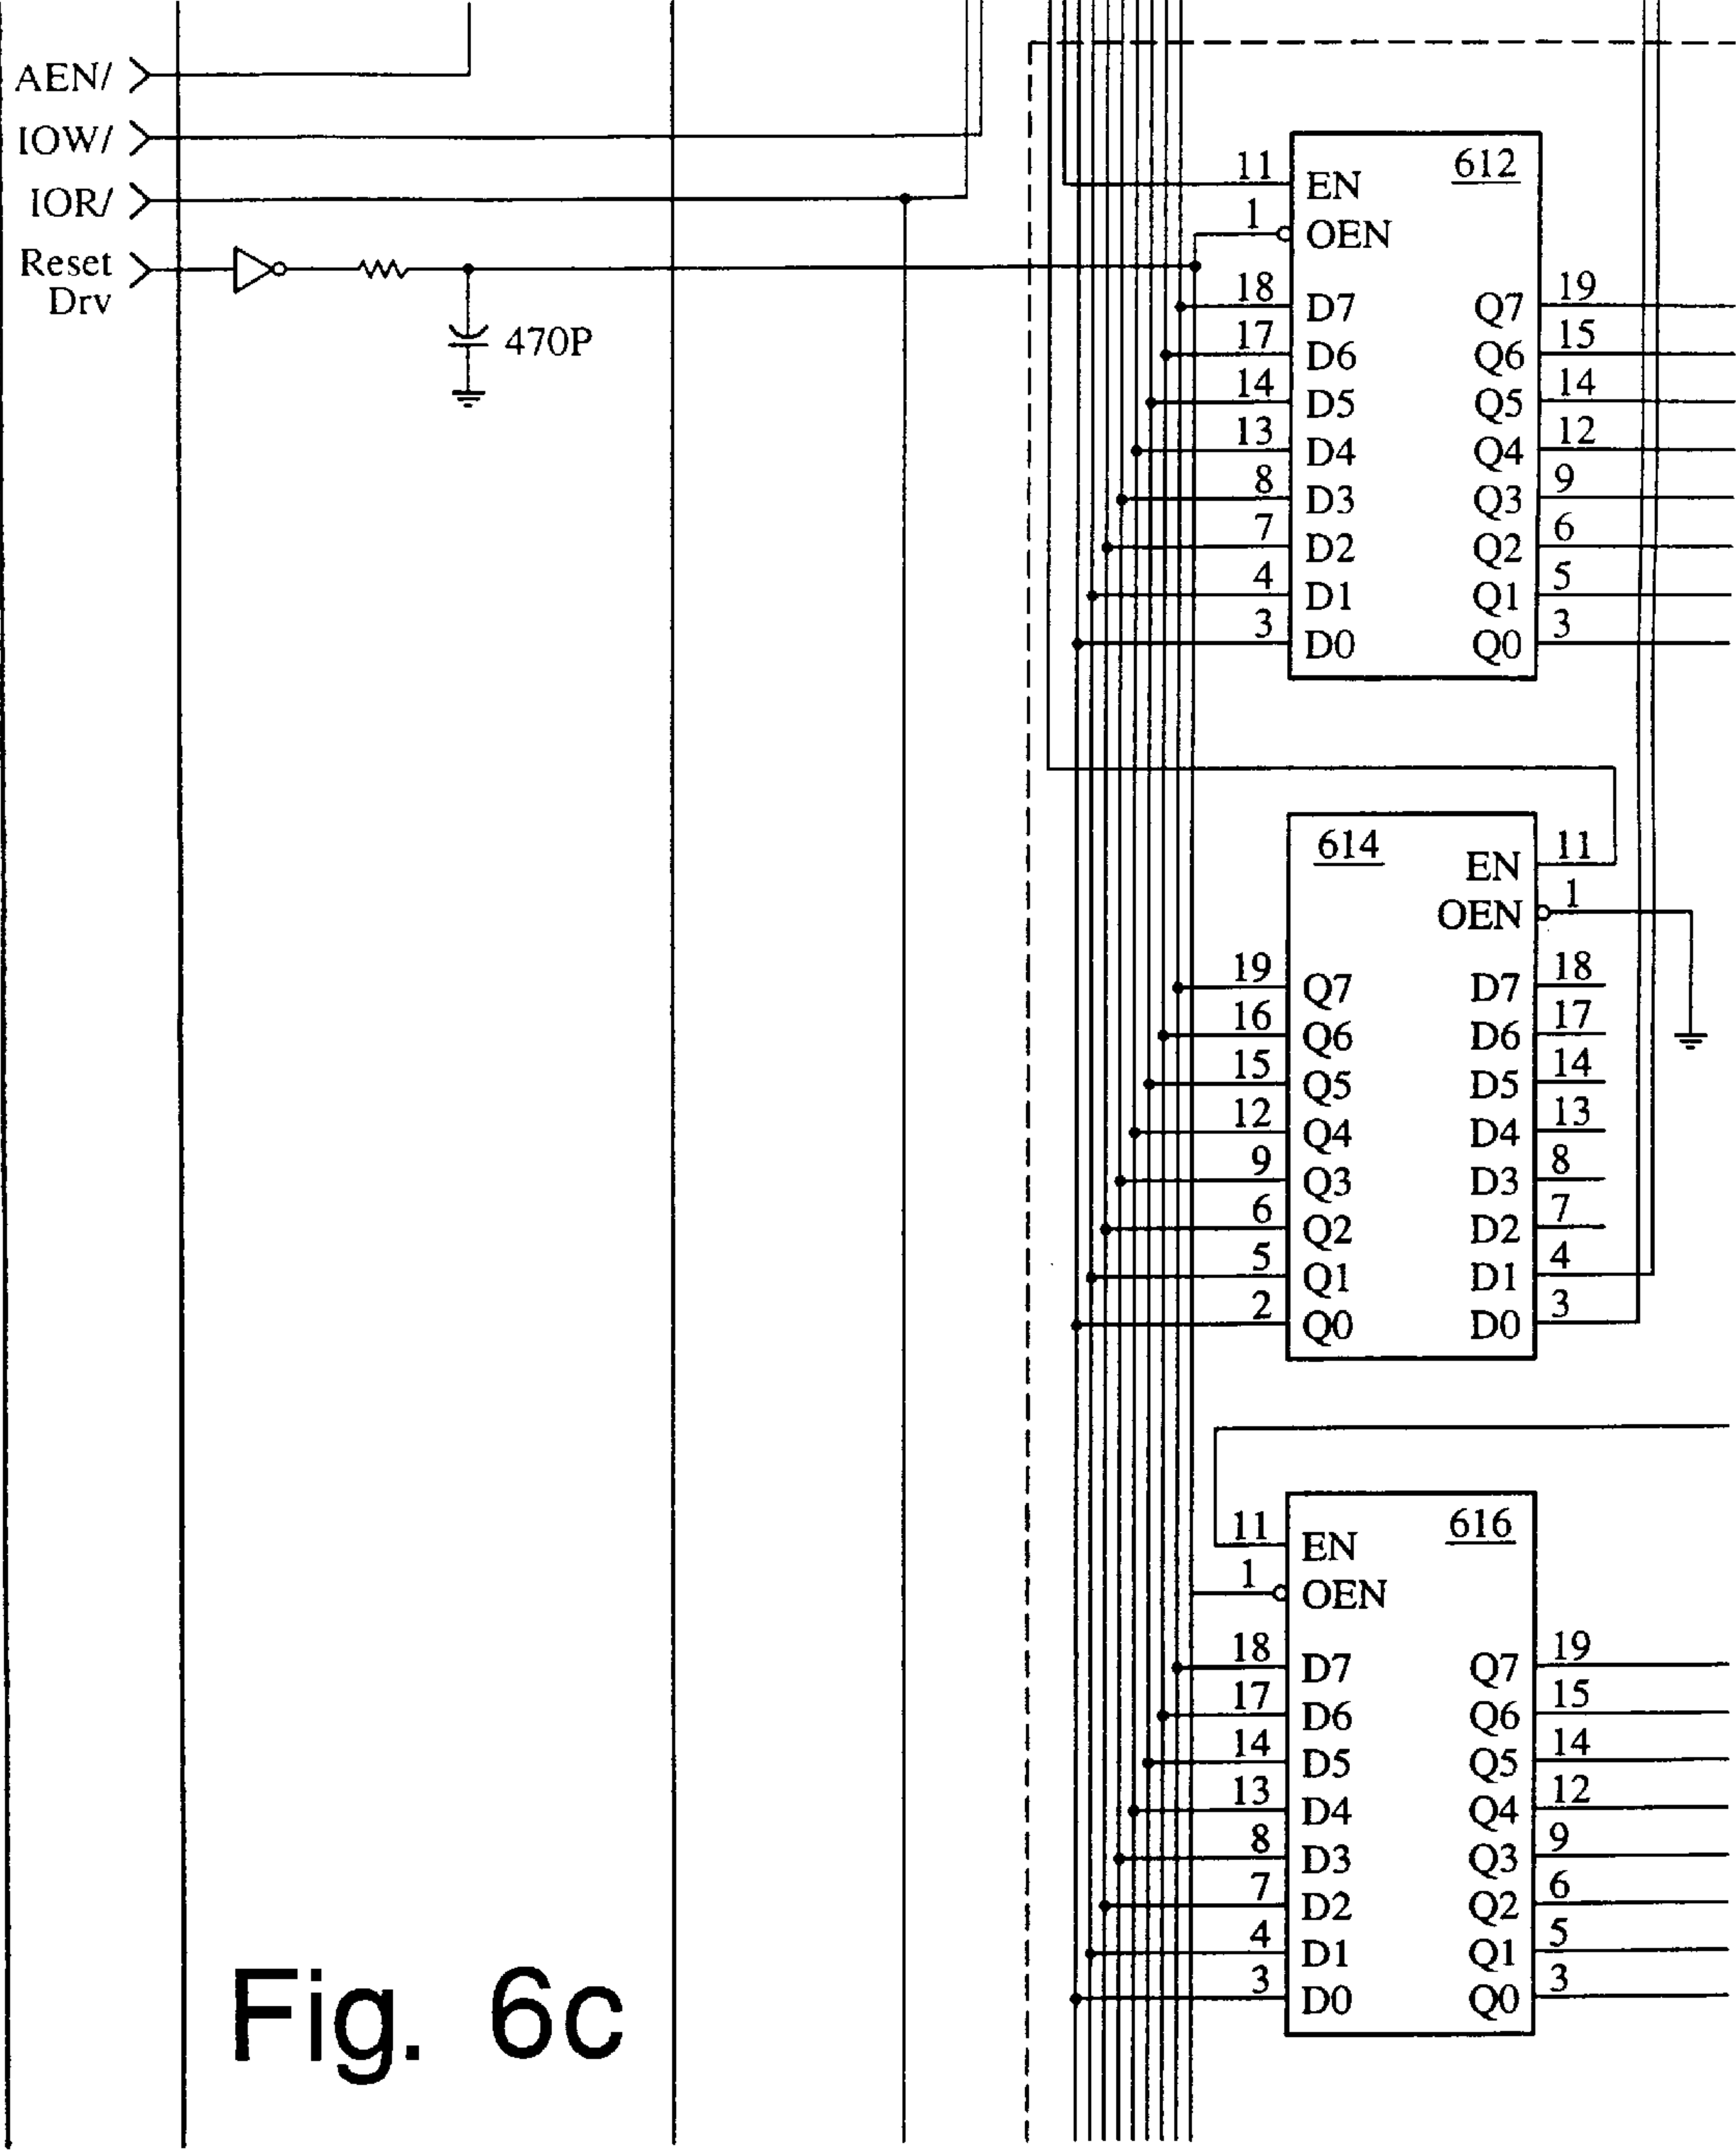 AEN/
IOW/
IOR/
Reset
Drv
470P
612
11 EN
1 OEN
18 D7 Q7 19
17 D6 Q6 15
14 D5 Q5 14
13 D4 Q4 12
8 D3 Q3 9
7 D2 Q2 6
4 D1 Q1 5
3 D0 Q0 3
614
EN 11
OEN 1
19 Q7 D7 18
16 Q6 D6 17
15 Q5 D5 14
12 Q4 D4 13
9 Q3 D3 8
6 Q2 D2 7
5 Q1 D1 4
2 Q0 D0 3
616
11 EN
1 OEN
18 D7 Q7 19
17 D6 Q6 15
14 D5 Q5 14
13 D4 Q4 12
8 D3 Q3 9
7 D2 Q2 6
4 D1 Q1 5
3 D0 Q0 3
Fig. 6c